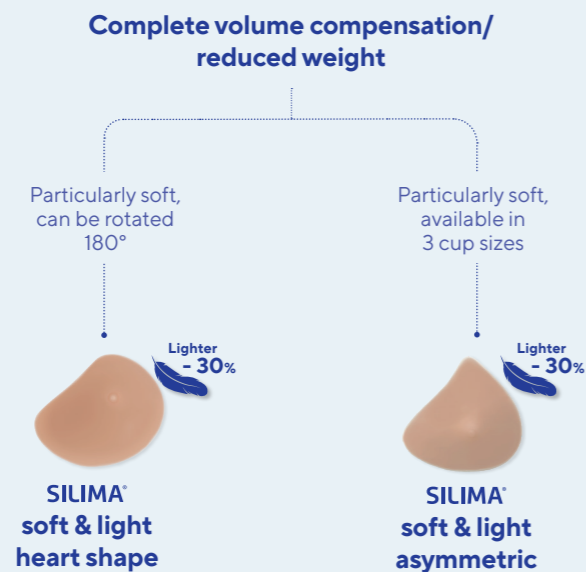 Complete volume compensation/
reduced weight
Particularly soft,
can be rotated
180°
Particularly soft,
available in
3 cup sizes
Lighter
- 30%
Lighter
- 30%
SILIMA®
soft & light
heart shape
SILIMA®
soft & light
asymmetric